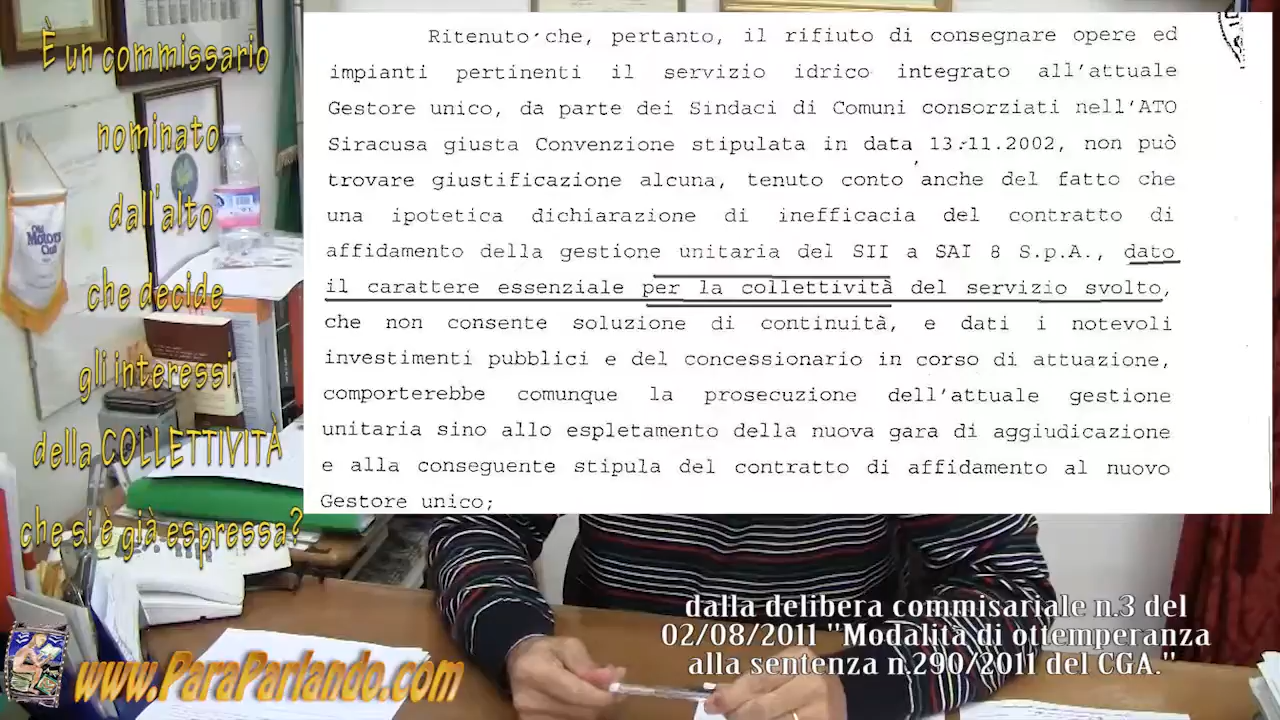 È un commissario
nominato
dall'alto
che decide
gli interessi
della COLLETTIVITÀ
che si è già espressa?
Ritenuto che, pertanto, il rifiuto di consegnare opere ed
impianti pertinenti il servizio idrico integrato all'attuale
Gestore unico, da parte dei Sindaci di Comuni consorziati nell'ATO
Siracusa giusta Convenzione stipulata in data 13.11.2002, non può
trovare giustificazione alcuna, tenuto conto anche del fatto che
una ipotetica dichiarazione di inefficacia del contratto di
affidamento della gestione unitaria del SII a SAI 8 S.p.A., dato
il carattere essenziale per la collettività del servizio svolto,
che non consente soluzione di continuità, e dati i notevoli
investimenti pubblici e del concessionario in corso di attuazione,
comporterebbe comunque la prosecuzione dell'attuale gestione
unitaria sino allo espletamento della nuova gara di aggiudicazione
e alla conseguente stipula del contratto di affidamento al nuovo
Gestore unico;
dalla delibera commisariale n.3 del
02/08/2011 "Modalità di ottemperanza
alla sentenza n.290/2011 del CGA."
www.ParaParlando.com
Old
Motors
Club